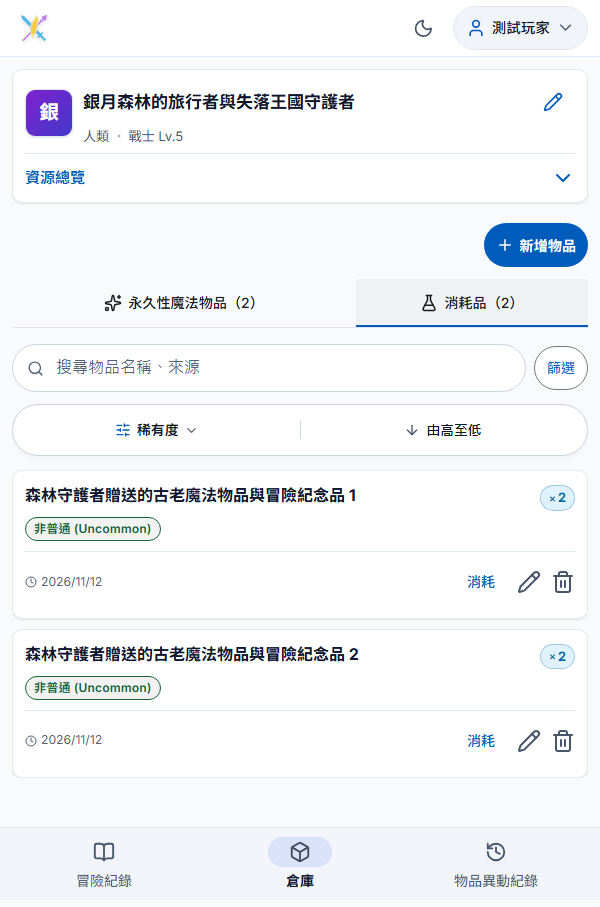 測試玩家
銀
銀月森林的旅行者與失落王國守護者
人類 • 戰士 Lv.5
資源總覽
新增物品
永久性魔法物品（2）
消耗品（2）
搜尋物品名稱、來源
篩選
稀有度
由高至低
森林守護者贈送的古老魔法物品與冒險紀念品 1
×2
非普通 (Uncommon)
2026/11/12
消耗
森林守護者贈送的古老魔法物品與冒險紀念品 2
×2
非普通 (Uncommon)
2026/11/12
消耗
冒險紀錄
倉庫
物品異動紀錄